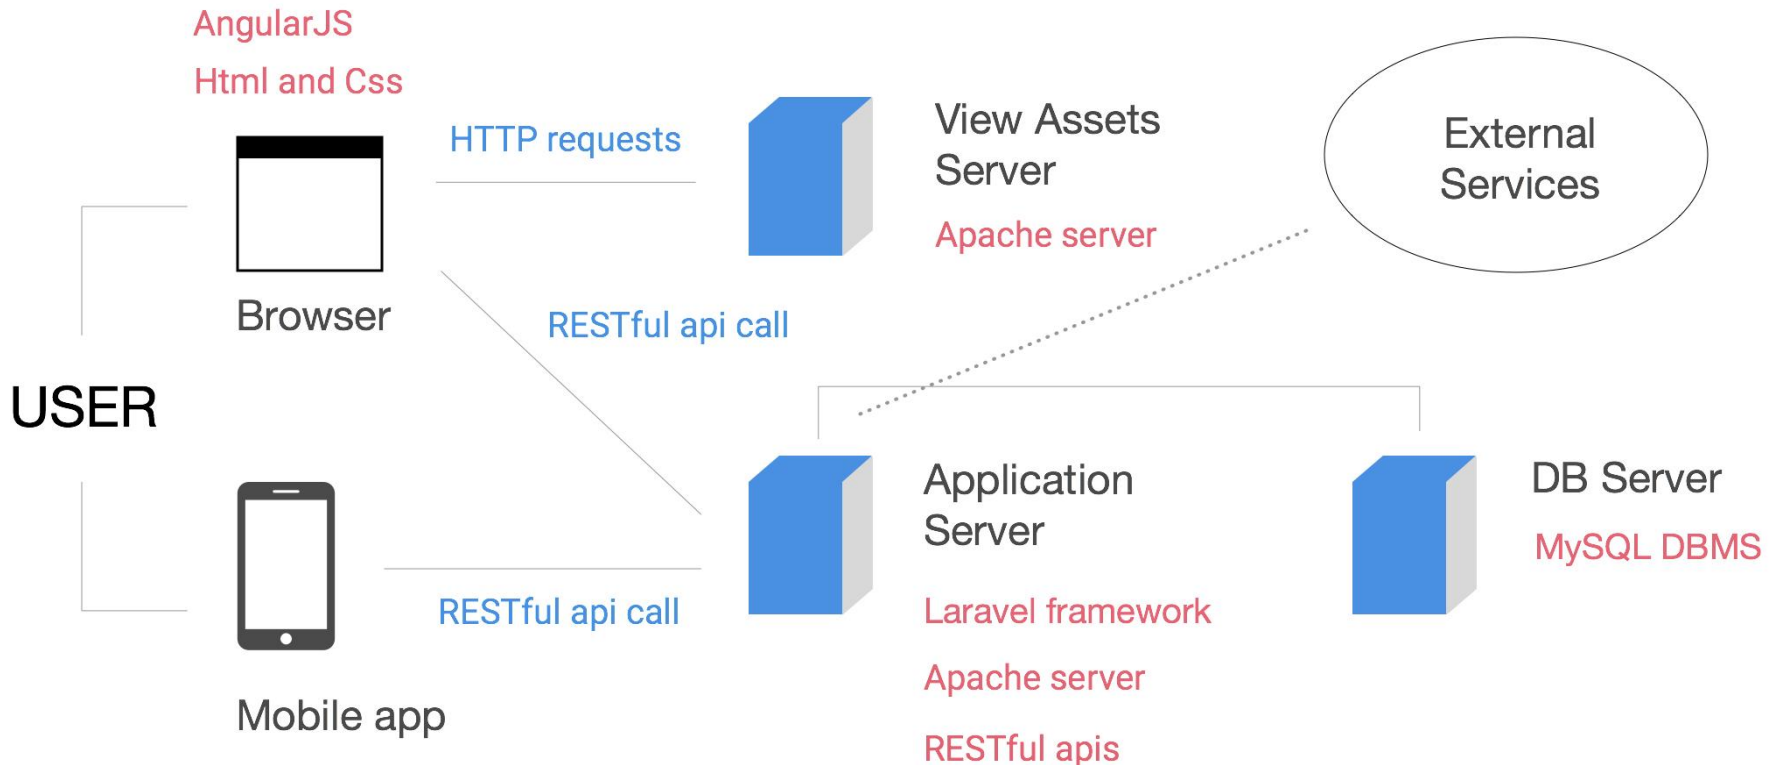 AngularJS
Html and Css
HTTP requests
View Assets
Server
Apache server
External
Services
Browser
RESTful api call
USER
Application
Server
DB Server
MySQL DBMS
RESTful api call
Laravel framework
Apache server
RESTful apis
Mobile app